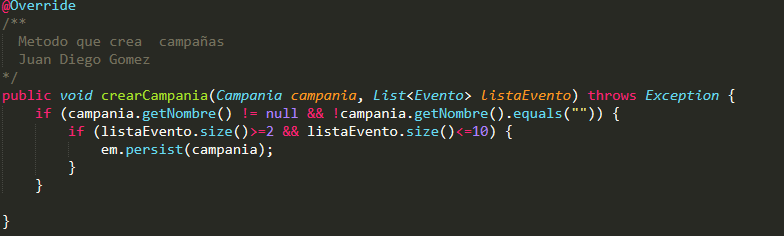 @Override
/**
  Metodo que crea  campañas
  Juan Diego Gomez
*/
public void crearCampania(Campania campania, List<Evento> listaEvento) throws Exception {
    if (campania.getNombre() != null && !campania.getNombre().equals("")) {
        if (listaEvento.size()>=2 && listaEvento.size()<=10) {
            em.persist(campania);
        }
    }

}